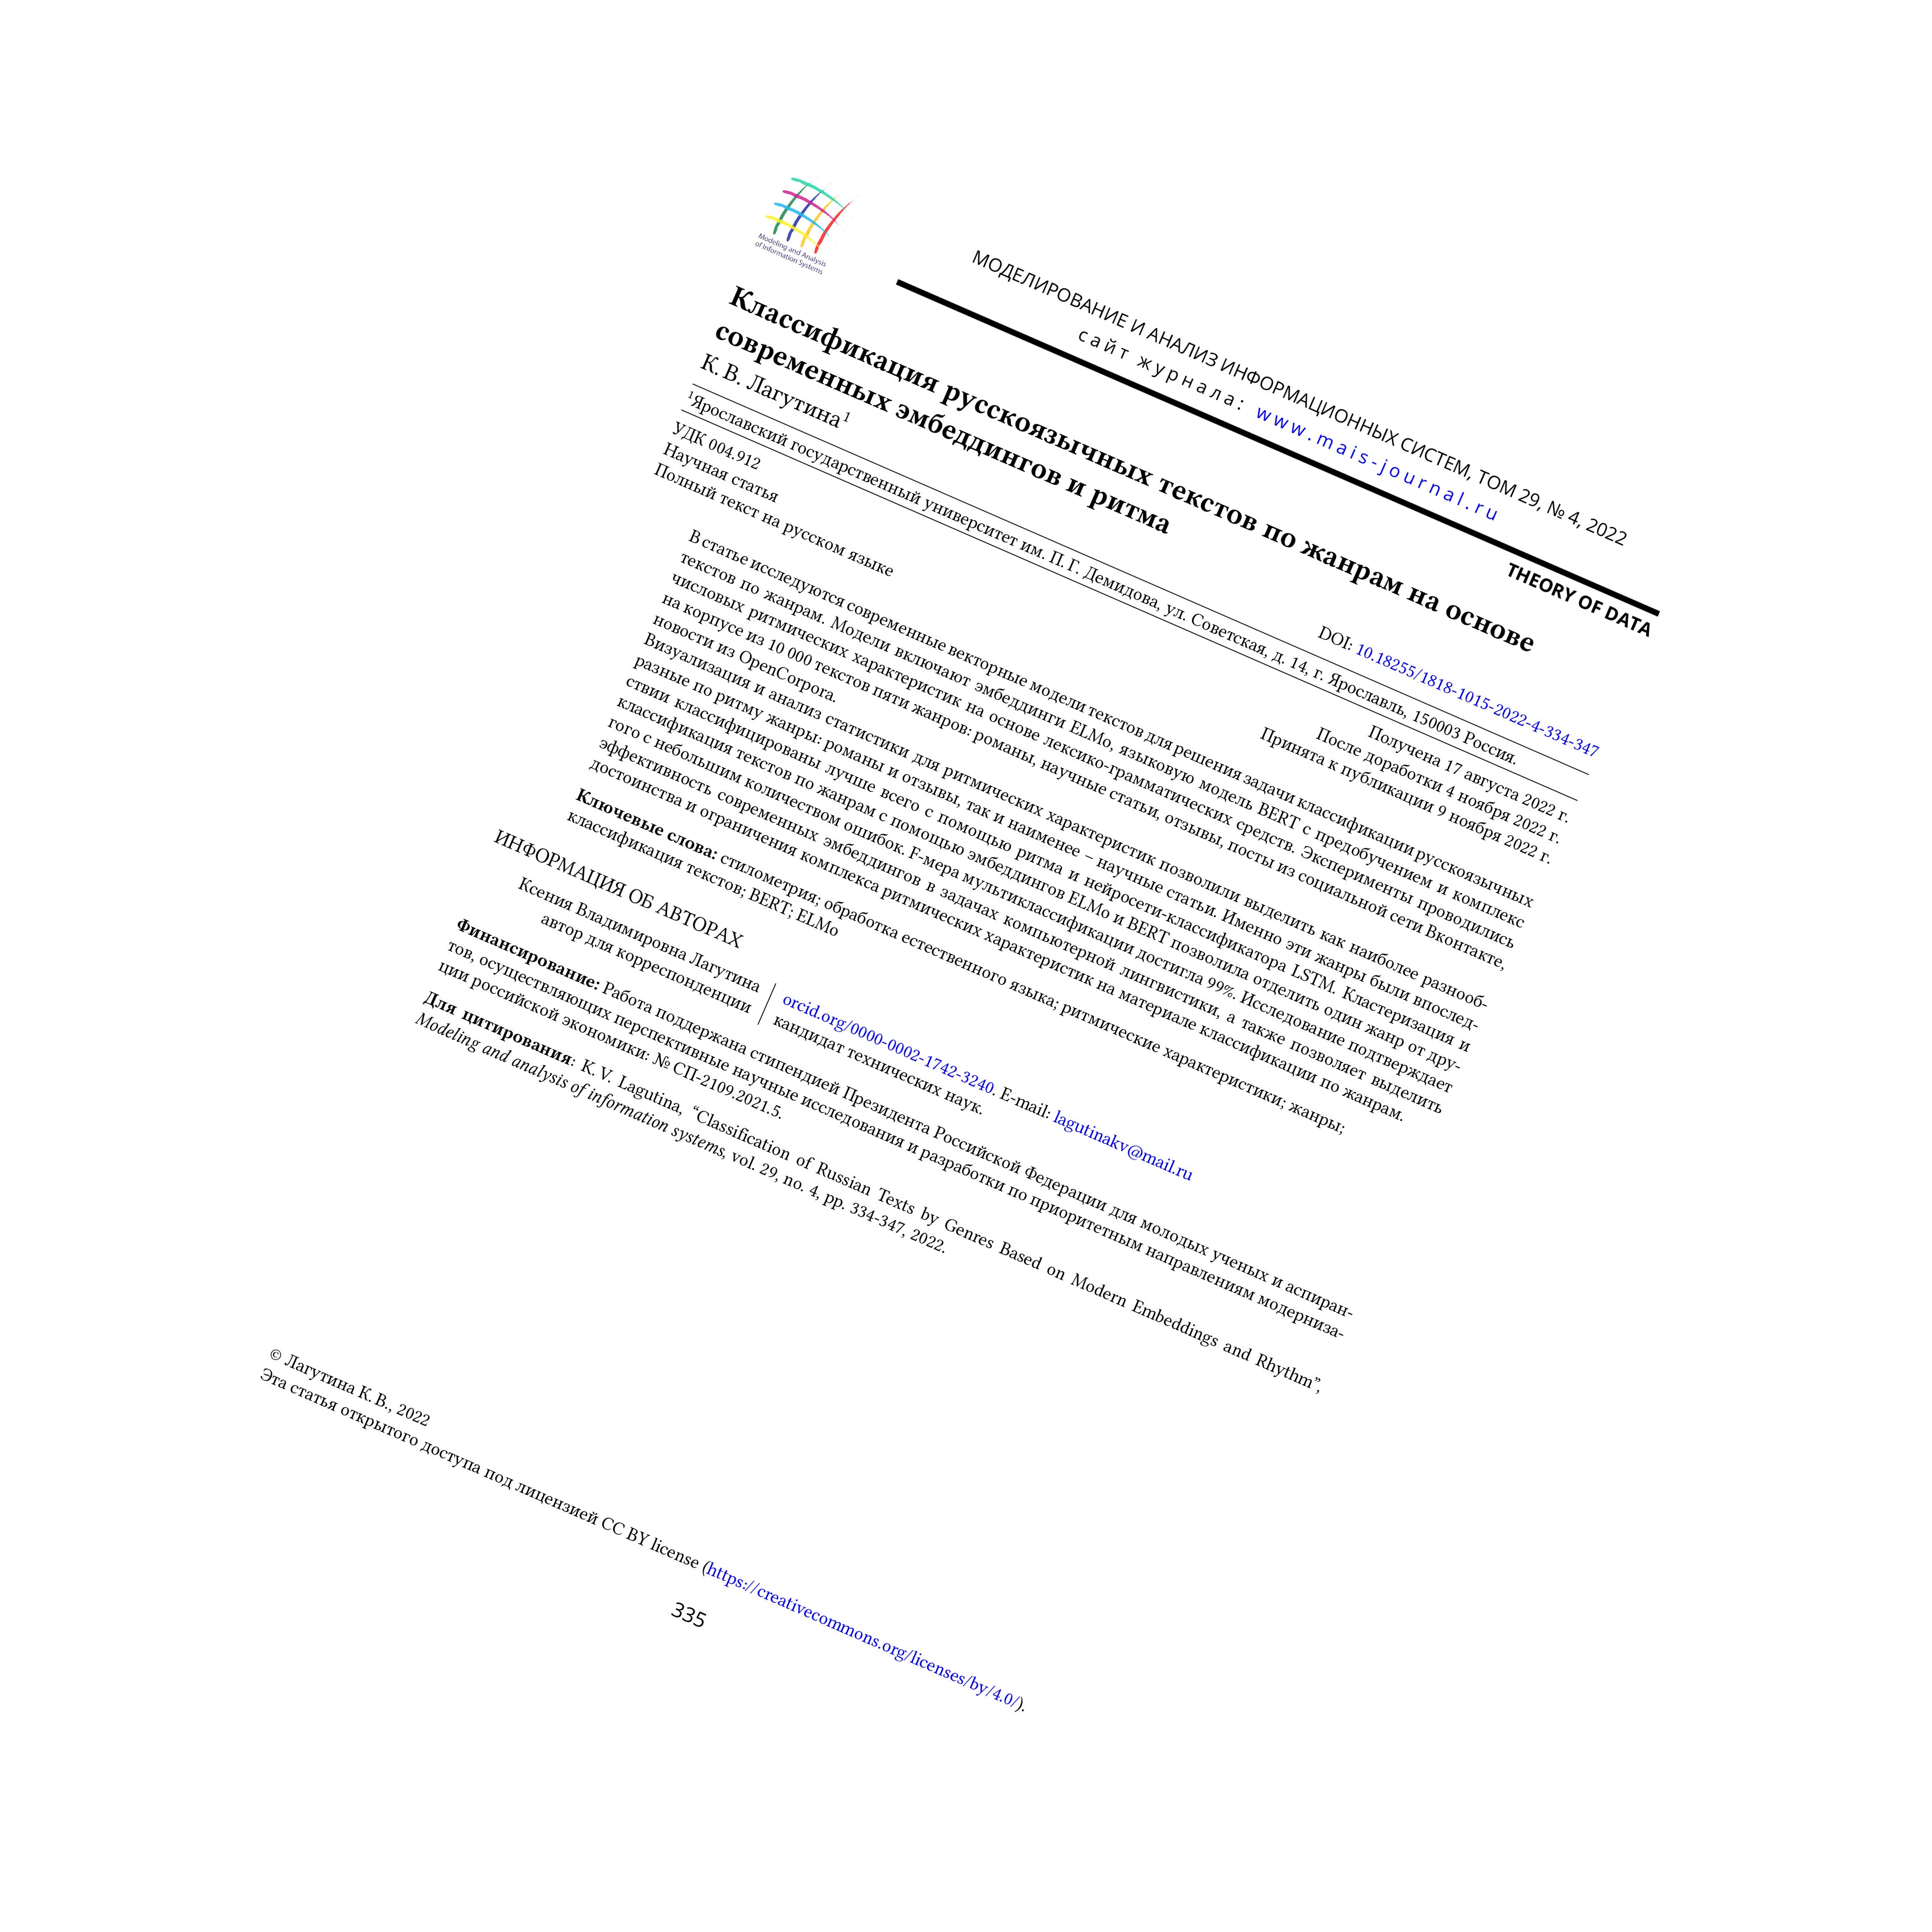 Modeling and Analysis
of Information Systems
МОДЕЛИРОВАНИЕ И АНАЛИЗ ИНФОРМАЦИОННЫХ СИСТЕМ, ТОМ 29, № 4, 2022
сайт журнала: www.mais-journal.ru
THEORY OF DATA
Классификация русскоязычных текстов по жанрам на основе
современных эмбеддингов и ритма
К. В. Лагутина¹
DOI: 10.18255/1818-1015-2022-4-334-347
¹Ярославский государственный университет им. П. Г. Демидова, ул. Советская, д. 14, г. Ярославль, 150003 Россия.
УДК 004.912
Научная статья
Полный текст на русском языке
Получена 17 августа 2022 г.
После доработки 4 ноября 2022 г.
Принята к публикации 9 ноября 2022 г.
В статье исследуются современные векторные модели текстов для решения задачи классификации русскоязычных
текстов по жанрам. Модели включают эмбеддинги ELMo, языковую модель BERT с предобучением и комплекс
числовых ритмических характеристик на основе лексико-грамматических средств. Эксперименты проводились
на корпусе из 10 000 текстов пяти жанров: романы, научные статьи, отзывы, посты из социальной сети Вконтакте,
новости из OpenCorpora.
Визуализация и анализ статистики для ритмических характеристик позволили выделить как наиболее разнооб-
разные по ритму жанры: романы и отзывы, так и наименее – научные статьи. Именно эти жанры были впослед-
ствии классифицированы лучше всего с помощью ритма и нейросети-классификатора LSTM. Кластеризация и
классификация текстов по жанрам с помощью эмбеддингов ELMo и BERT позволила отделить один жанр от дру-
гого с небольшим количеством ошибок. F-мера мультиклассификации достигла 99%. Исследование подтверждает
эффективность современных эмбеддингов в задачах компьютерной лингвистики, а также позволяет выделить
достоинства и ограничения комплекса ритмических характеристик на материале классификации по жанрам.
Ключевые слова: стилометрия; обработка естественного языка; ритмические характеристики; жанры;
классификация текстов; BERT; ELMo
ИНФОРМАЦИЯ ОБ АВТОРАХ
Ксения Владимировна Лагутина
автор для корреспонденции
orcid.org/0000-0002-1742-3240. E-mail: lagutinakv@mail.ru
кандидат технических наук.
Финансирование: Работа поддержана стипендией Президента Российской Федерации для молодых ученых и аспиран-
тов, осуществляющих перспективные научные исследования и разработки по приоритетным направлениям модерниза-
ции российской экономики: № СП-2109.2021.5.
Для цитирования: K. V. Lagutina, “Classification of Russian Texts by Genres Based on Modern Embeddings and Rhythm”,
Modeling and analysis of information systems, vol. 29, no. 4, pp. 334-347, 2022.
© Лагутина К. В., 2022
Эта статья открытого доступа под лицензией CC BY license (https://creativecommons.org/licenses/by/4.0/).
335